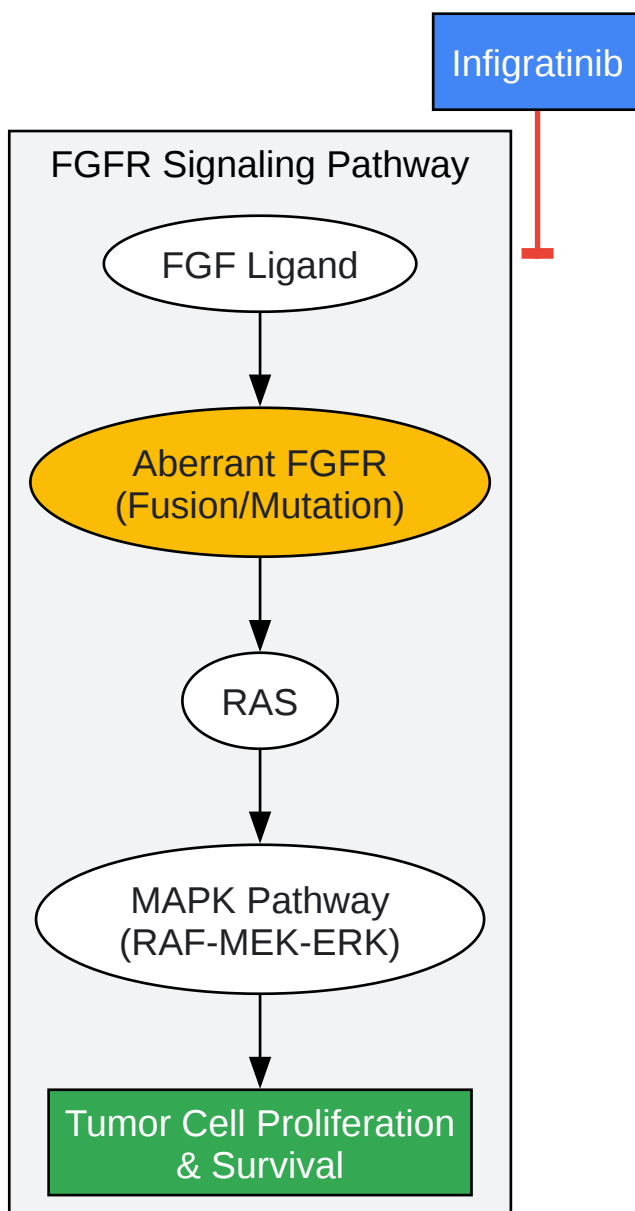 Infigratinib
FGFR Signaling Pathway
FGF Ligand
Aberrant FGFR
(Fusion/Mutation)
RAS
MAPK Pathway
(RAF-MEK-ERK)
Tumor Cell Proliferation
& Survival